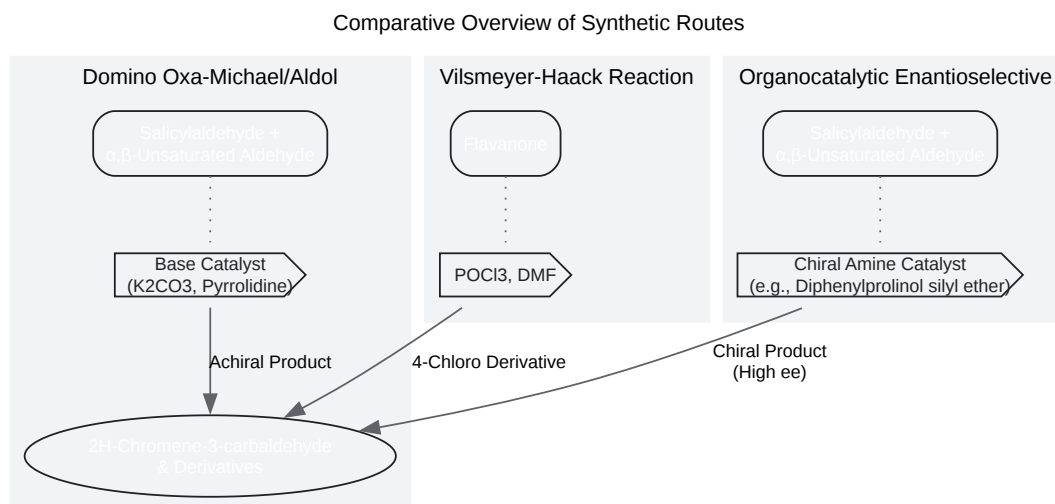 Comparative Overview of Synthetic Routes
Domino Oxa-Michael/Aldol
Vilsmeyer-Haack Reaction
Organocatalytic Enantioselective
Salicylaldehyde +
α,β-Unsaturated Aldehyde
Flavanone
Salicylaldehyde +
α,β-Unsaturated Aldehyde
Base Catalyst
(K2CO3, Pyrrolidine)
POCl3, DMF
Chiral Amine Catalyst
(e.g., Diphenylprolinol silyl ether)
Achiral Product
4-Chloro Derivative
Chiral Product
(High ee)
2H-Chromene-3-carbaldehyde
& Derivatives